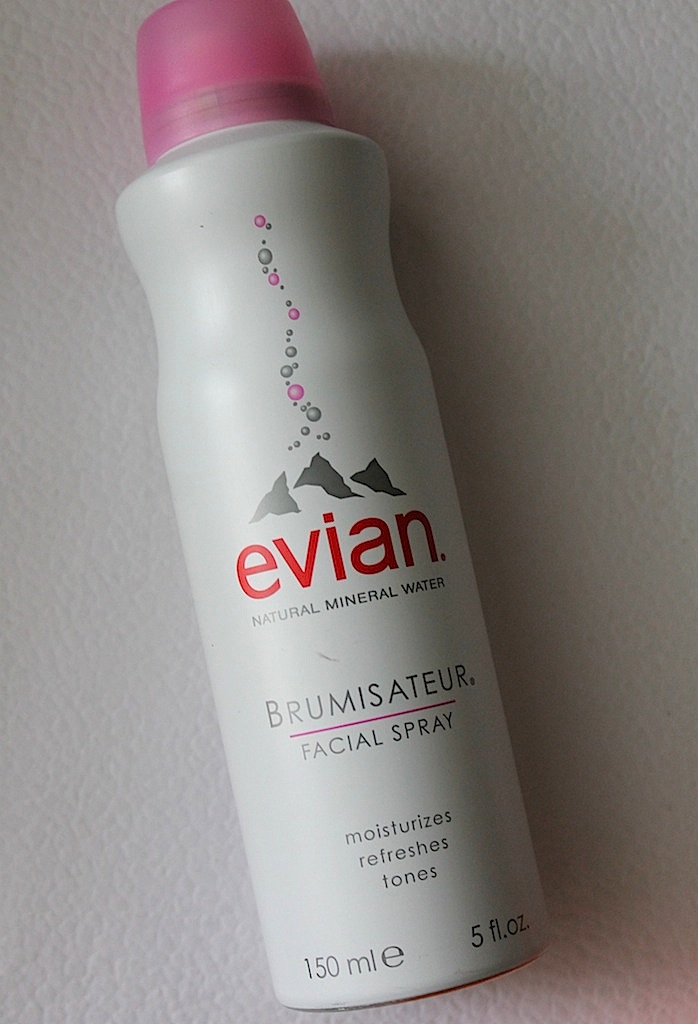 evian.
NATURAL MINERAL WATER
BRUMISATEUR®
FACIAL SPRAY
moisturizes
refreshes
tones
150 ml e 5 fl.oz.